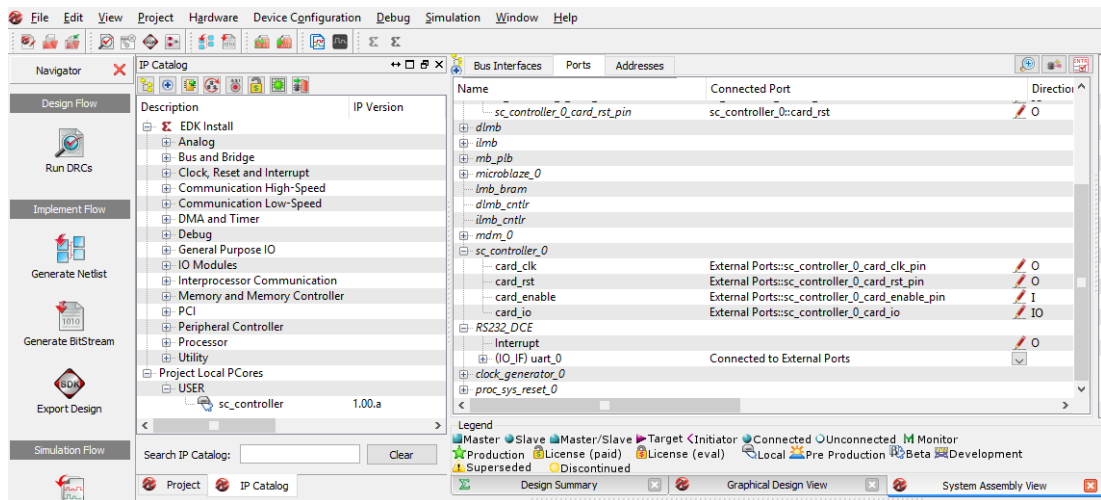 File Edit View Project Hardware Device Configuration Debug Simulation Window Help
Navigator
Design Flow
Run DRCs
Implement Flow
Generate Netlist
1010
Generate BitStream
SDK
Export Design
Simulation Flow
IP Catalog
Description IP Version
EDK Install
Analog
Bus and Bridge
Clock, Reset and Interrupt
Communication High-Speed
Communication Low-Speed
DMA and Timer
Debug
General Purpose IO
IO Modules
Interprocessor Communication
Memory and Memory Controller
PCI
Peripheral Controller
Processor
Utility
Project Local PCores
USER
sc_controller 1.00.a
Search IP Catalog: Clear
Project IP Catalog
Bus Interfaces Ports Addresses
Name Connected Port Direction
sc_controller_0_card_rst_pin sc_controller_0::card_rst O
dlmb
ilmb
mb_plb
microblaze_0
lmb_bram
dlmb_cntlr
ilmb_cntlr
mdm_0
sc_controller_0
card_clk External Ports::sc_controller_0_card_clk_pin O
card_rst External Ports::sc_controller_0_card_rst_pin O
card_enable External Ports::sc_controller_0_card_enable_pin I
card_io External Ports::sc_controller_0_card_io IO
RS232_DCE
Interrupt O
(IO_IF) uart_0 Connected to External Ports
clock_generator_0
proc_sys_reset_0
Legend
Master Slave Master/Slave Target Initiator Connected Unconnected M Monitor
Production License (paid) License (eval) Local Pre Production Beta Development
Superseded Discontinued
Design Summary Graphical Design View System Assembly View